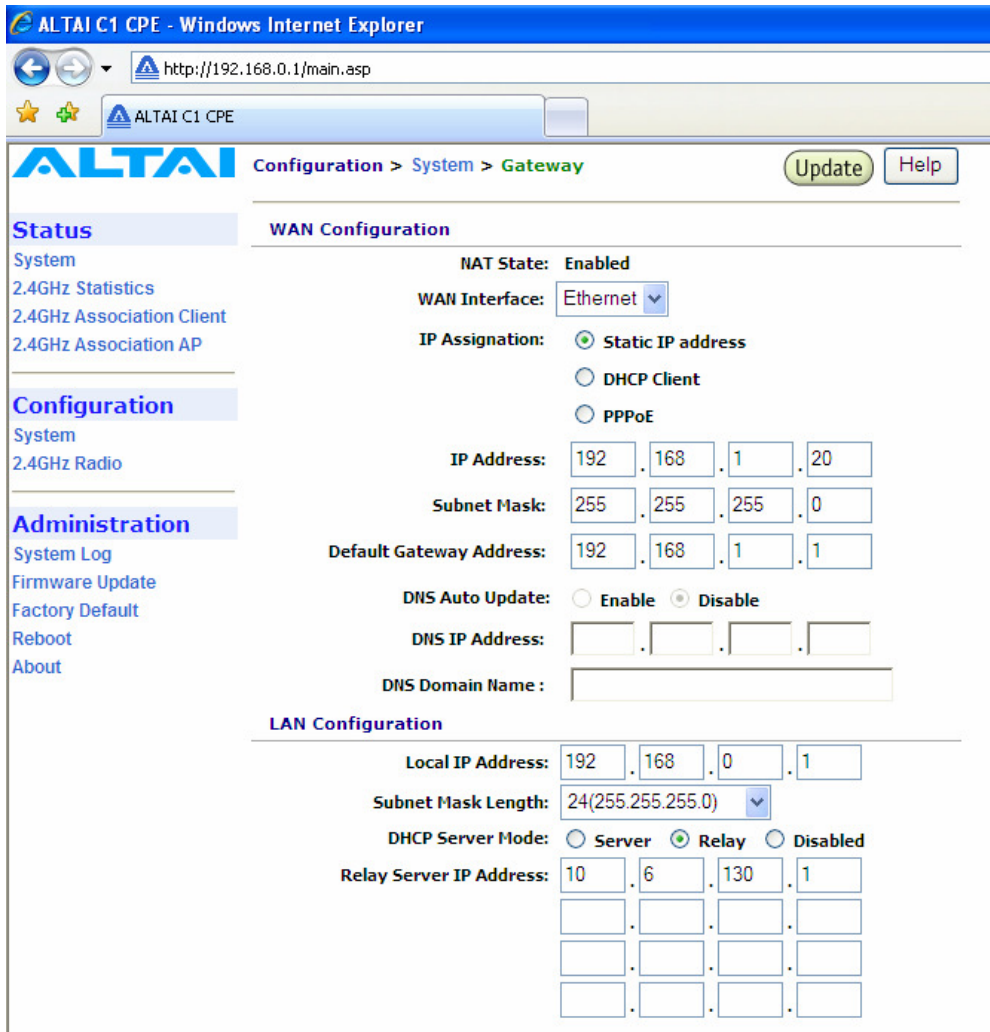 ALTAI C1 CPE - Windows Internet Explorer
http://192.168.0.1/main.asp
ALTAI C1 CPE
ALTAI
Configuration > System > Gateway
Update
Help
Status
System
2.4GHz Statistics
2.4GHz Association Client
2.4GHz Association AP
Configuration
System
2.4GHz Radio
Administration
System Log
Firmware Update
Factory Default
Reboot
About
WAN Configuration
NAT State: Enabled
WAN Interface: Ethernet
IP Assignation: Static IP address
DHCP Client
PPPoE
IP Address: 192 . 168 . 1 . 20
Subnet Mask: 255 . 255 . 255 . 0
Default Gateway Address: 192 . 168 . 1 . 1
DNS Auto Update: Enable Disable
DNS IP Address: . . .
DNS Domain Name :
LAN Configuration
Local IP Address: 192 . 168 . 0 . 1
Subnet Mask Length: 24(255.255.255.0)
DHCP Server Mode: Server Relay Disabled
Relay Server IP Address: 10 . 6 . 130 . 1
. . .
. . .
. . .